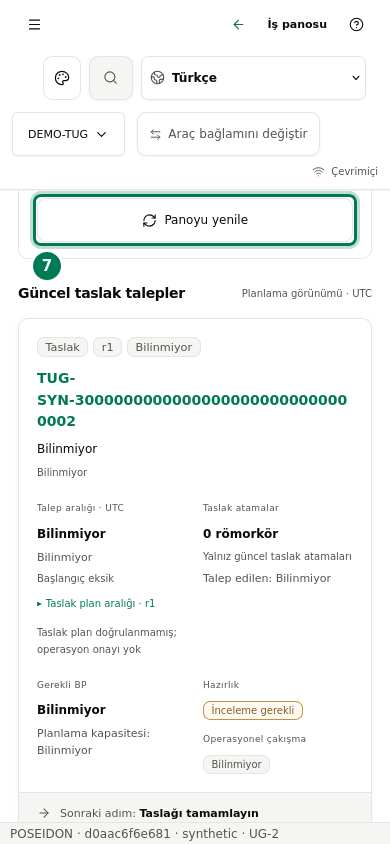 İş panosu
Türkçe
DEMO-TUG
Araç bağlamını değiştir
Çevrimiçi
Panoyu yenile
7
Güncel taslak talepler
Planlama görünümü · UTC
Taslak
r1
Bilinmiyor
TUG-
SYN-3000000000000000000000000000
0002
Bilinmiyor
Bilinmiyor
Talep aralığı · UTC
Bilinmiyor
Bilinmiyor
Başlangıç eksik
▸ Taslak plan aralığı · r1
Taslak plan doğrulanmamış;
operasyon onayı yok
Taslak atamalar
0 römorkör
Yalnız güncel taslak atamaları
Talep edilen: Bilinmiyor
Gerekli BP
Bilinmiyor
Planlama kapasitesi:
Bilinmiyor
Hazırlık
İnceleme gerekli
Operasyonel çakışma
Bilinmiyor
Sonraki adım: Taslağı tamamlayın
POSEIDON · d0aac6f6e681 · synthetic · UG-2